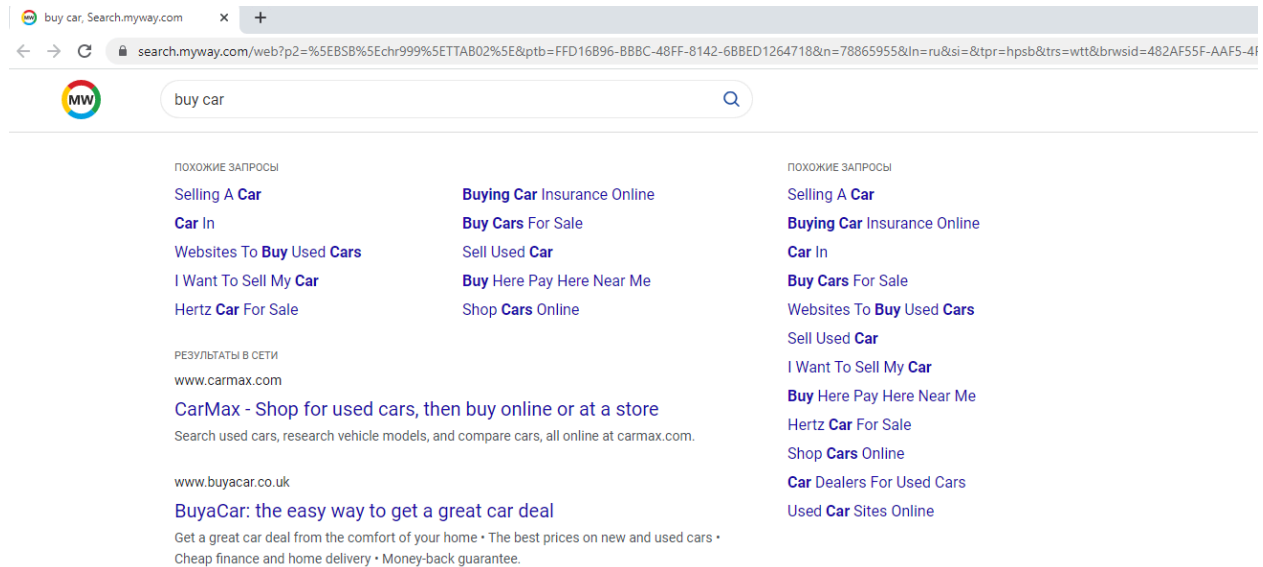 buy car, Search.myway.com
search.myway.com/web?p2=%5EBSB%5Echr999%5ETTAB02%5E&ptb=FFD16B96-BBBC-48FF-8142-6BBED1264718&n=78865955&ln=ru&si=&tpr=hpsb&trs=wtt&brwsid=482AF55F-AAF5-4F
MW
buy car
ПОХОЖИЕ ЗАПРОСЫ
Selling A Car
Car In
Websites To Buy Used Cars
I Want To Sell My Car
Hertz Car For Sale
Buying Car Insurance Online
Buy Cars For Sale
Sell Used Car
Buy Here Pay Here Near Me
Shop Cars Online
РЕЗУЛЬТАТЫ В СЕТИ
www.carmax.com
CarMax - Shop for used cars, then buy online or at a store
Search used cars, research vehicle models, and compare cars, all online at carmax.com.
www.buyacar.co.uk
BuyaCar: the easy way to get a great car deal
Get a great car deal from the comfort of your home • The best prices on new and used cars •
Cheap finance and home delivery • Money-back guarantee.
ПОХОЖИЕ ЗАПРОСЫ
Selling A Car
Buying Car Insurance Online
Car In
Buy Cars For Sale
Websites To Buy Used Cars
Sell Used Car
I Want To Sell My Car
Buy Here Pay Here Near Me
Hertz Car For Sale
Shop Cars Online
Car Dealers For Used Cars
Used Car Sites Online